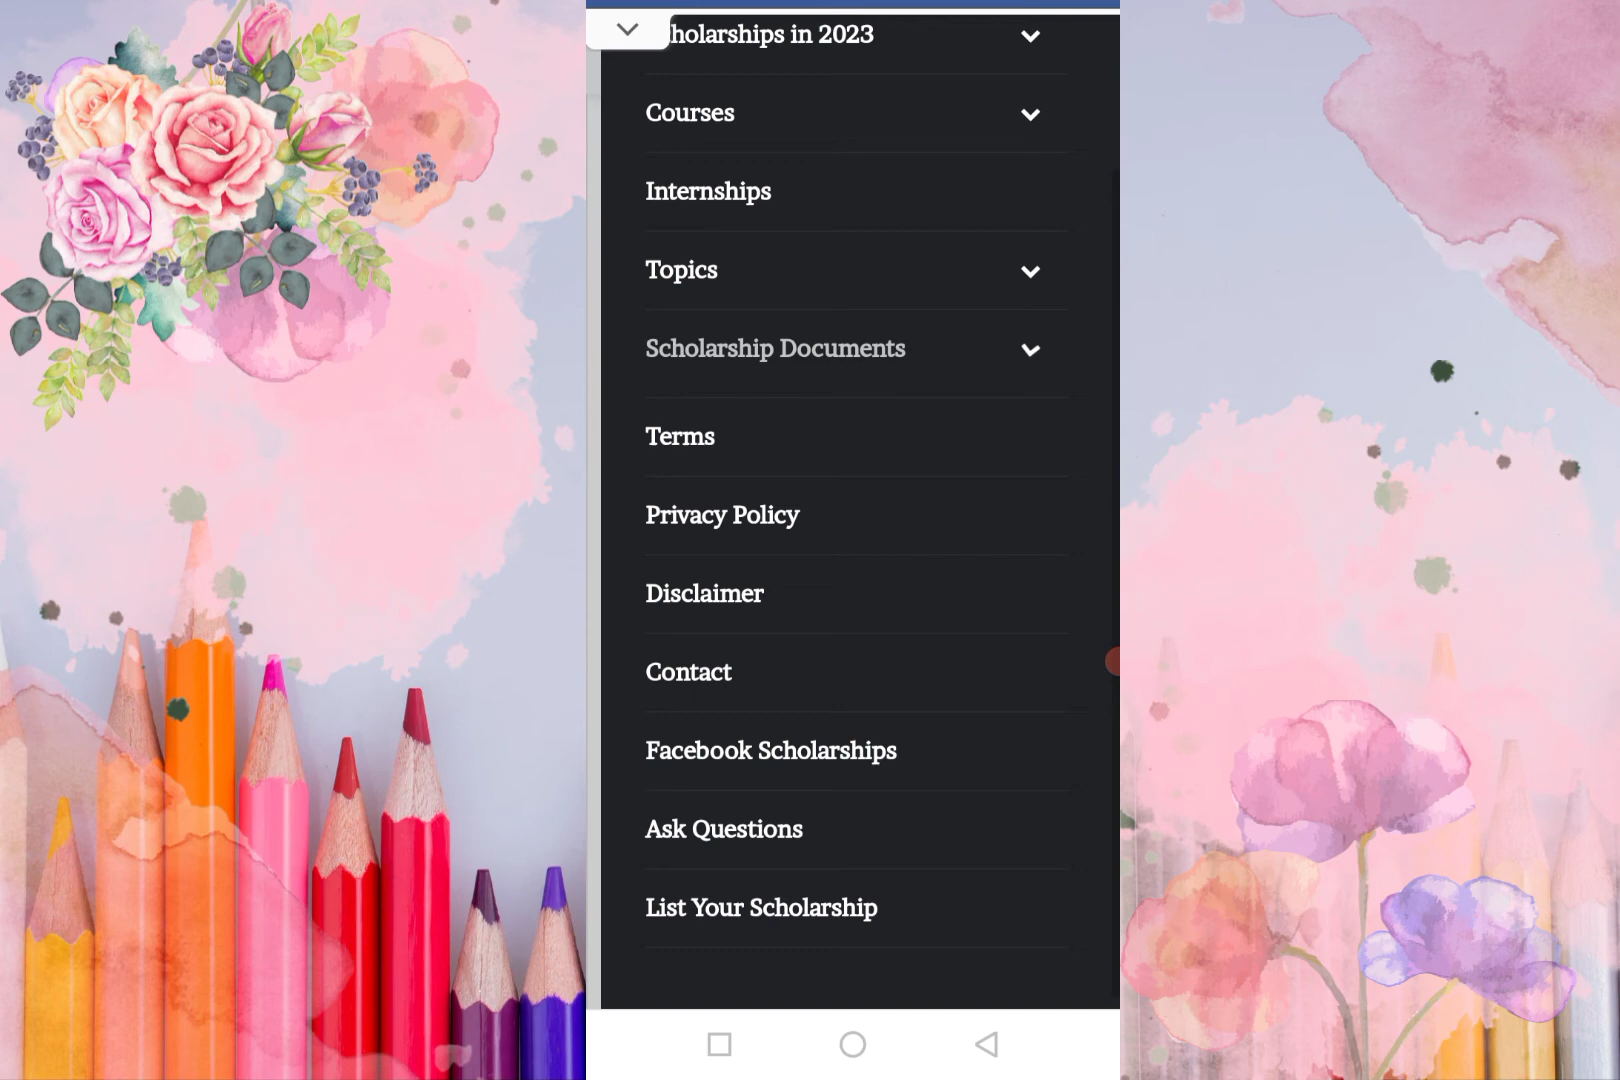 holarships in 2023
Courses
Internships
Topics
Scholarship Documents
Terms
Privacy Policy
Disclaimer
Contact
Facebook Scholarships
Ask Questions
List Your Scholarship